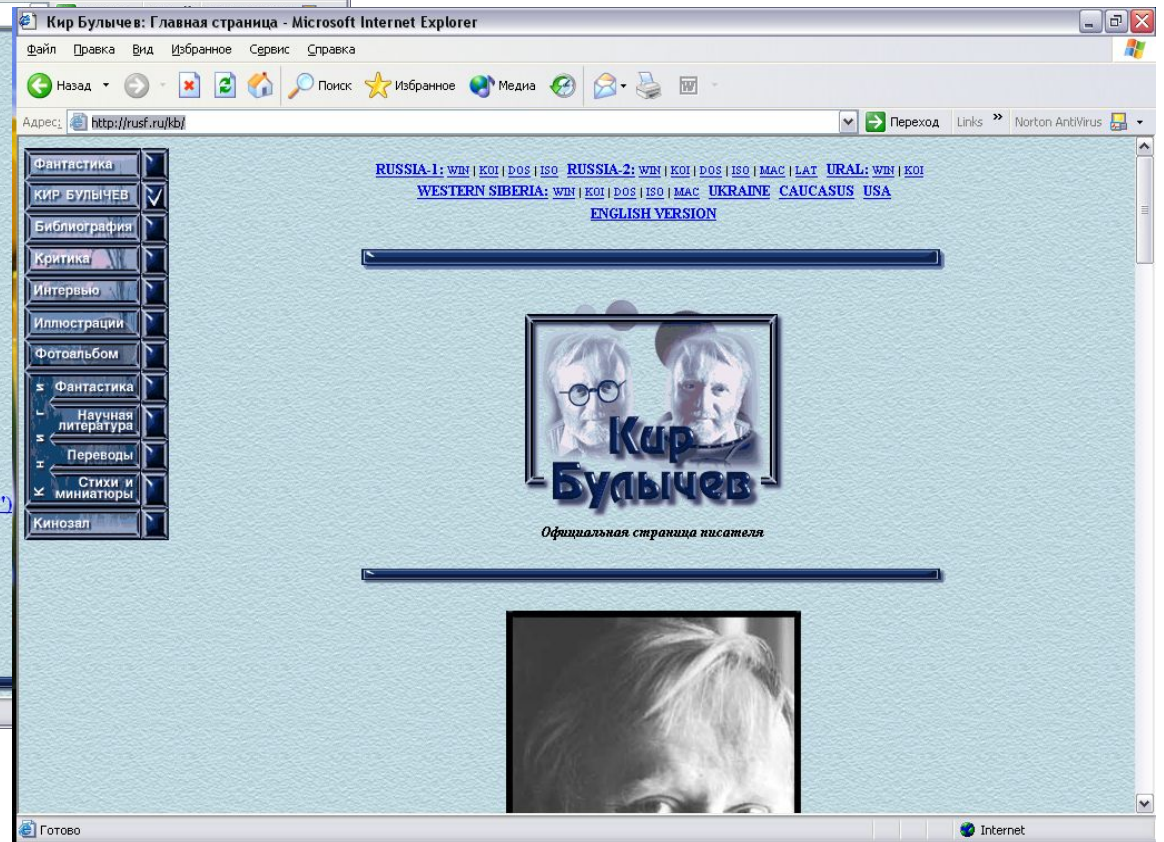 Кир Булычев: Главная страница - Microsoft Internet Explorer
Файл Правка Вид Избранное Сервис Справка
Назад Поиск Избранное Медиа
Адрес: http://rusf.ru/kb/ Переход Links » Norton AntiVirus
Фантастика
КИР БУЛЫЧЕВ
Библиография
Критика
Интервью
Иллюстрации
Фотоальбом
Книги
Фантастика
Научная
литература
Переводы
Стихи и
миниатюры
Кинозал
RUSSIA-1: WIN | KOI | DOS | ISO RUSSIA-2: WIN | KOI | DOS | ISO | MAC | LAT URAL: WIN | KOI
WESTERN SIBERIA: WIN | KOI | DOS | ISO | MAC UKRAINE CAUCASUS USA
ENGLISH VERSION
Кир
Булычев
Официальная страница писателя
')
Готово Internet